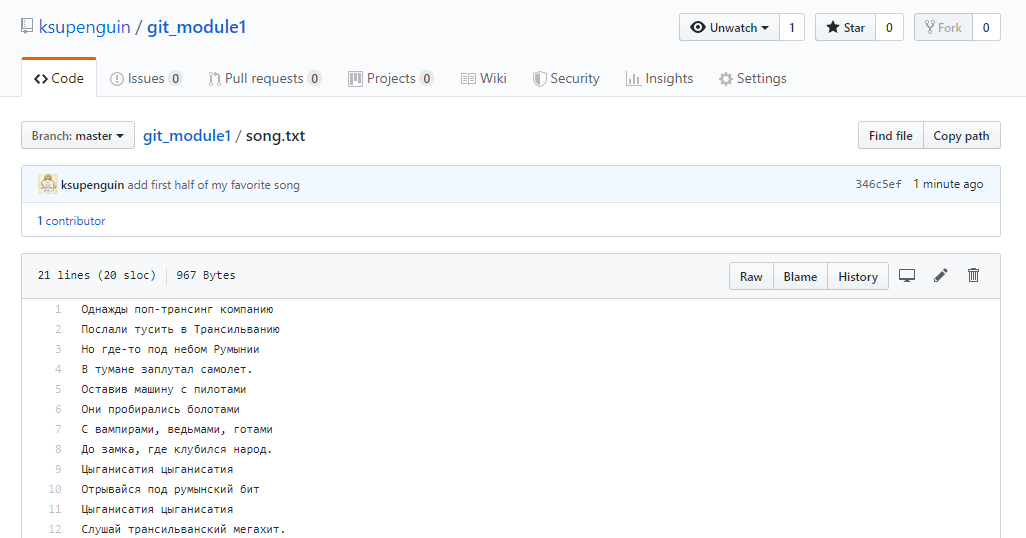 ksupenguin / git_module1
Unwatch 1 Star 0 Fork 0
Code Issues 0 Pull requests 0 Projects 0 Wiki Security Insights Settings
Branch: master git_module1 / song.txt Find file Copy path
ksupenguin add first half of my favorite song 346c5ef 1 minute ago
1 contributor
21 lines (20 sloc) 967 Bytes Raw Blame History
1 Однажды поп-трансинг компанию
2 Послали тусить в Трансильванию
3 Но где-то под небом Румынии
4 В тумане заплутал самолет.
5 Оставив машину с пилотами
6 Они пробирались болотами
7 С вампирами, ведьмами, готами
8 До замка, где клубился народ.
9 Цыганисатия цыганисатия
10 Отрывайся под румынский бит
11 Цыганисатия цыганисатия
12 Слушай трансильванский мегахит.